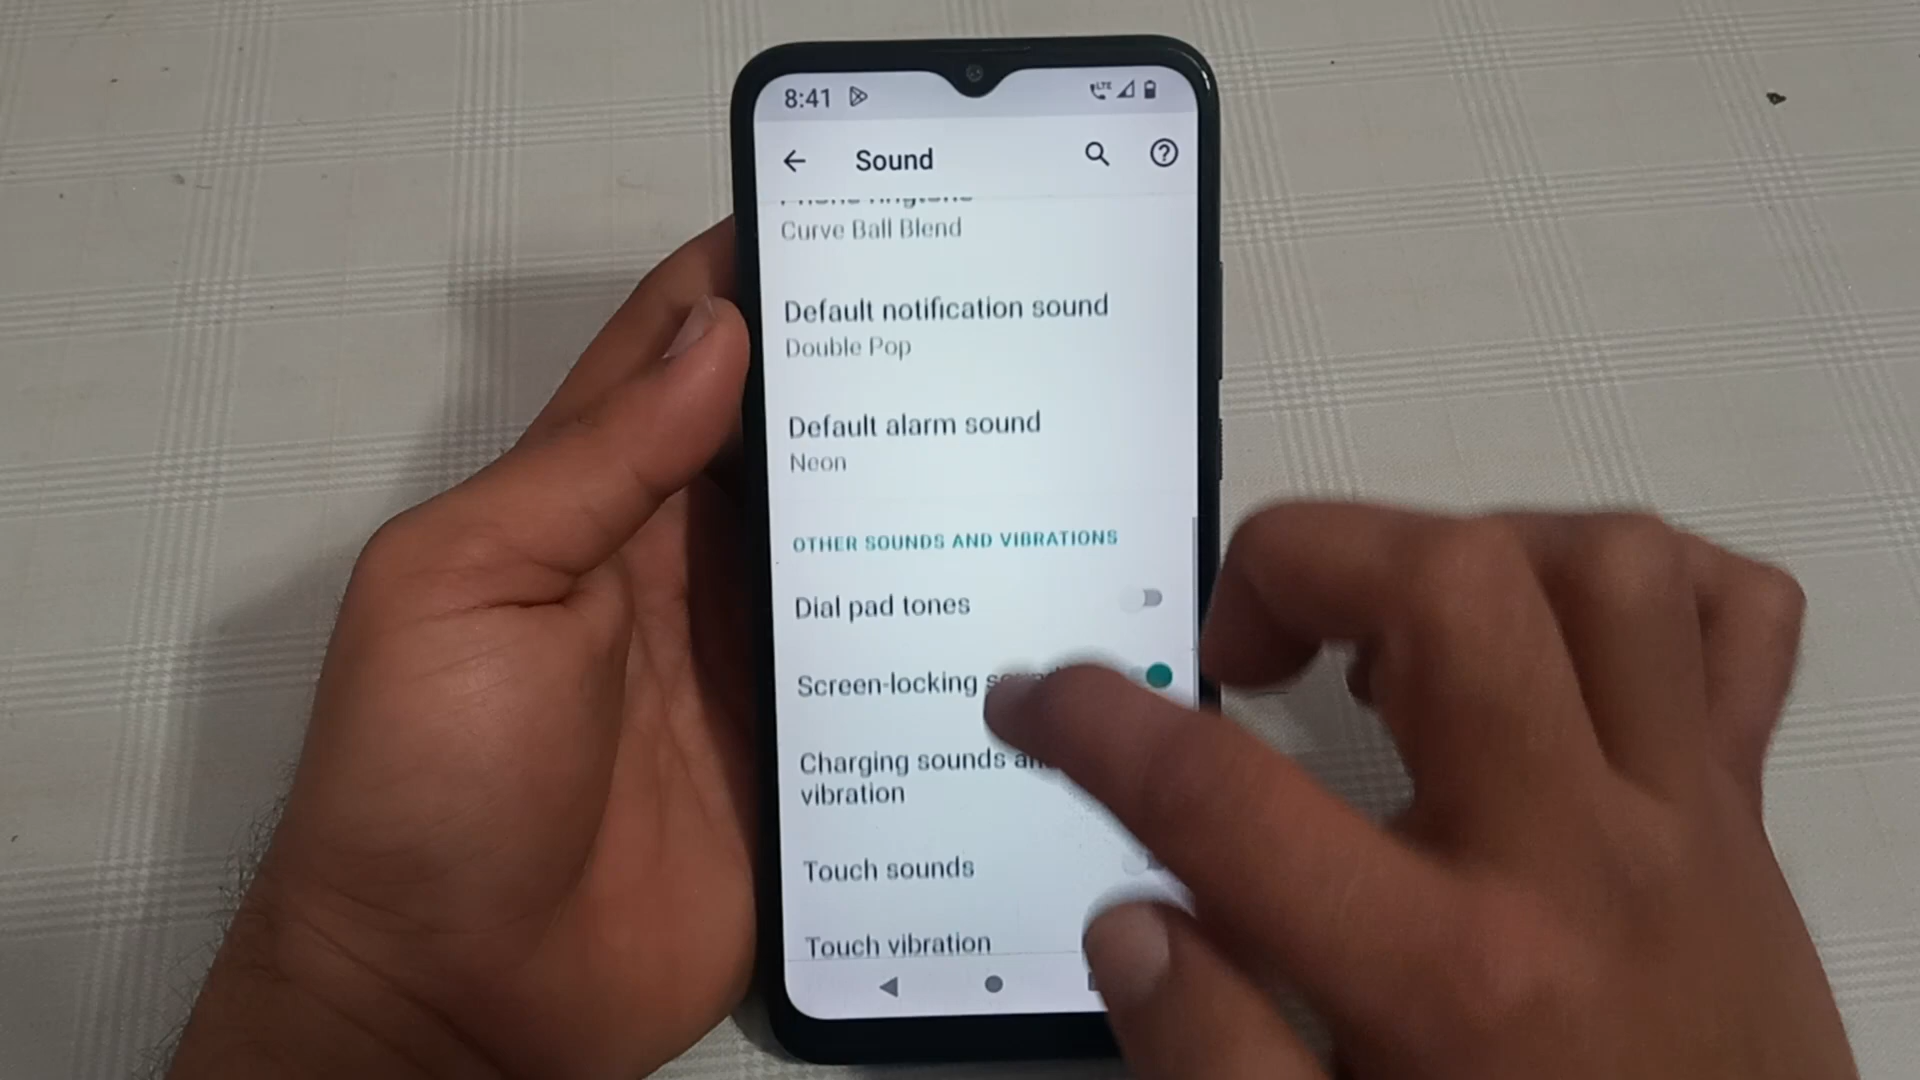 8:41
LTE
Sound
Curve Ball Blend
Default notification sound
Double Pop
Default alarm sound
Neon
OTHER SOUNDS AND VIBRATIONS
Dial pad tones
Screen-locking
Charging sounds
vibration
Touch sounds
Touch vibration